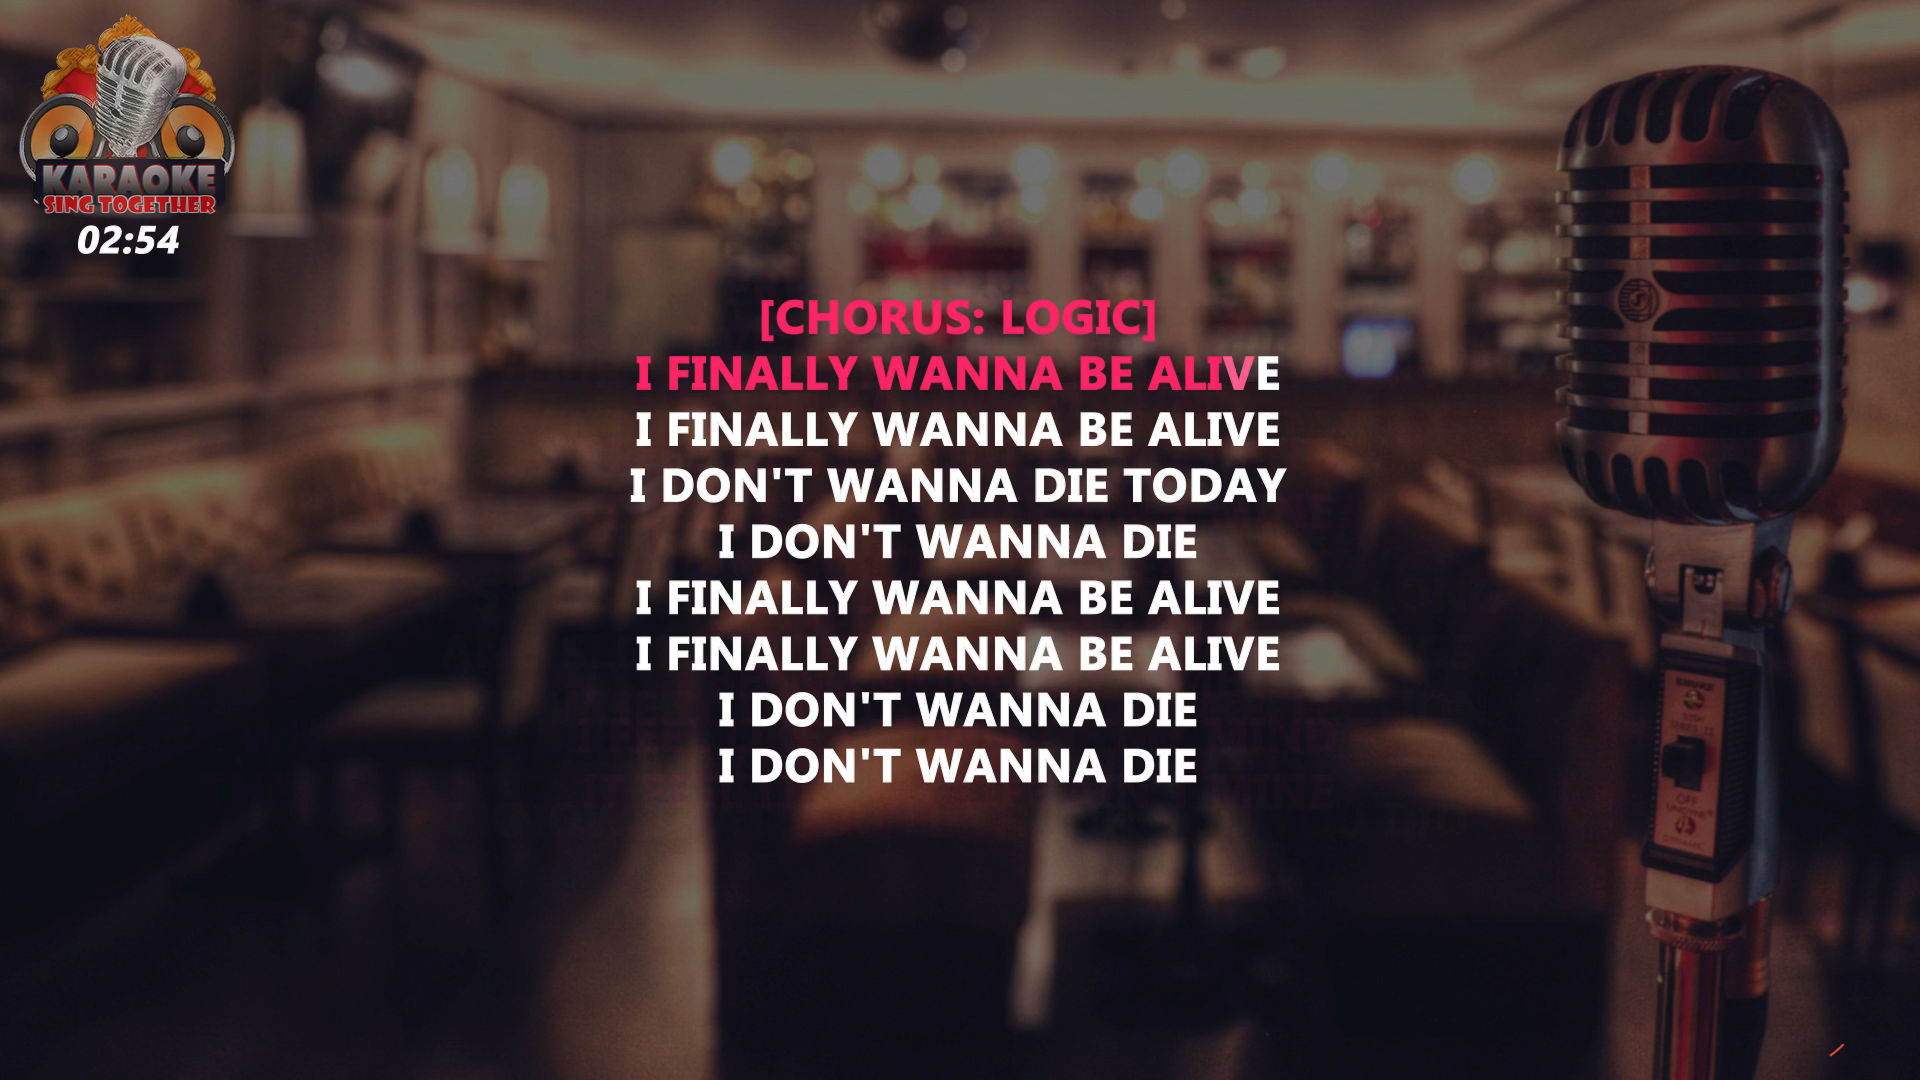 KARAOKE
SING TOGETHER
02:54
[CHORUS: LOGIC]
I FINALLY WANNA BE ALIVE
I FINALLY WANNA BE ALIVE
I DON'T WANNA DIE TODAY
I DON'T WANNA DIE
I FINALLY WANNA BE ALIVE
I FINALLY WANNA BE ALIVE
I DON'T WANNA DIE
I DON'T WANNA DIE
OFF